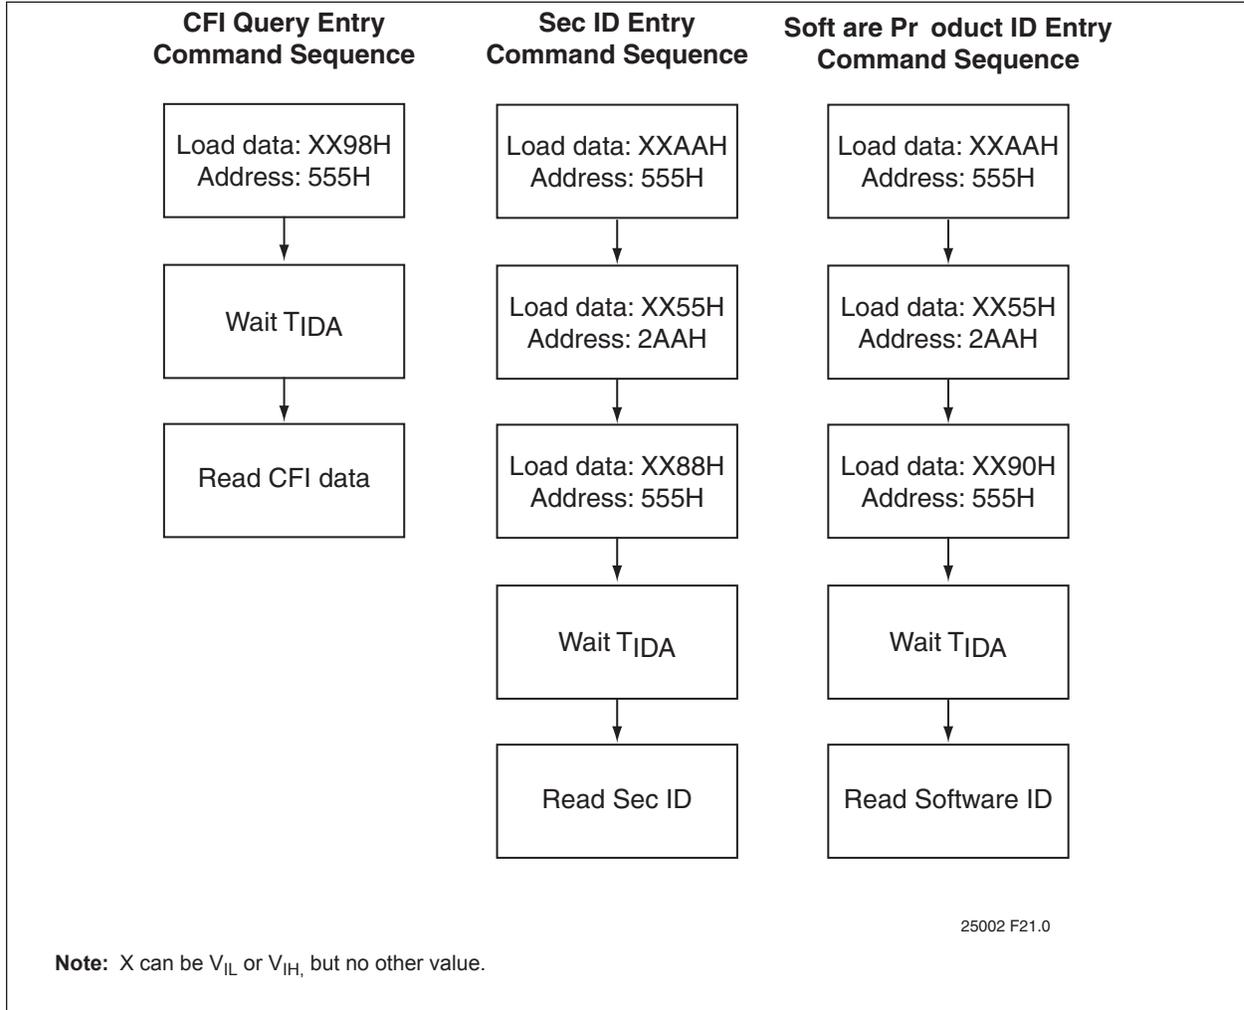 CFI Query Entry
Command Sequence
Load data: XX98H
Address: 555H
Wait TIDA
Read CFI data
Sec ID Entry
Command Sequence
Load data: XXAAH
Address: 555H
Load data: XX55H
Address: 2AAH
Load data: XX88H
Address: 555H
Wait TIDA
Read Sec ID
Soft are Pr oduct ID Entry
Command Sequence
Load data: XXAAH
Address: 555H
Load data: XX55H
Address: 2AAH
Load data: XX90H
Address: 555H
Wait TIDA
Read Software ID
25002 F21.0
Note: X can be VIL or VIH, but no other value.